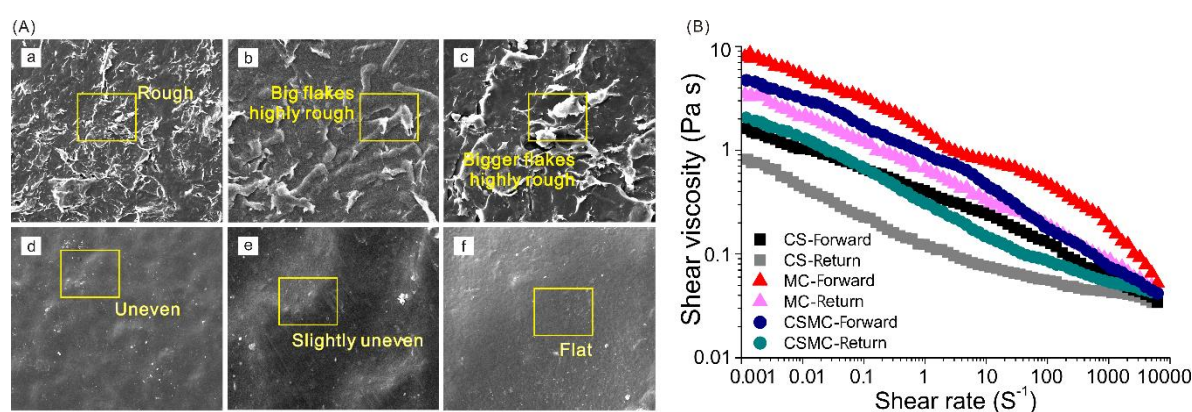 (A)
a
Rough
b
Big flakes
highly rough
c
Bigger flakes
highly rough
d
Uneven
e
Slightly uneven
f
Flat
(B)
Shear viscosity (Pa s)
10
1
0.1
0.01
CS-Forward
CS-Return
MC-Forward
MC-Return
CSMC-Forward
CSMC-Return
0.001 0.01 0.1 1 10 100 1000 10000
Shear rate (S⁻¹)